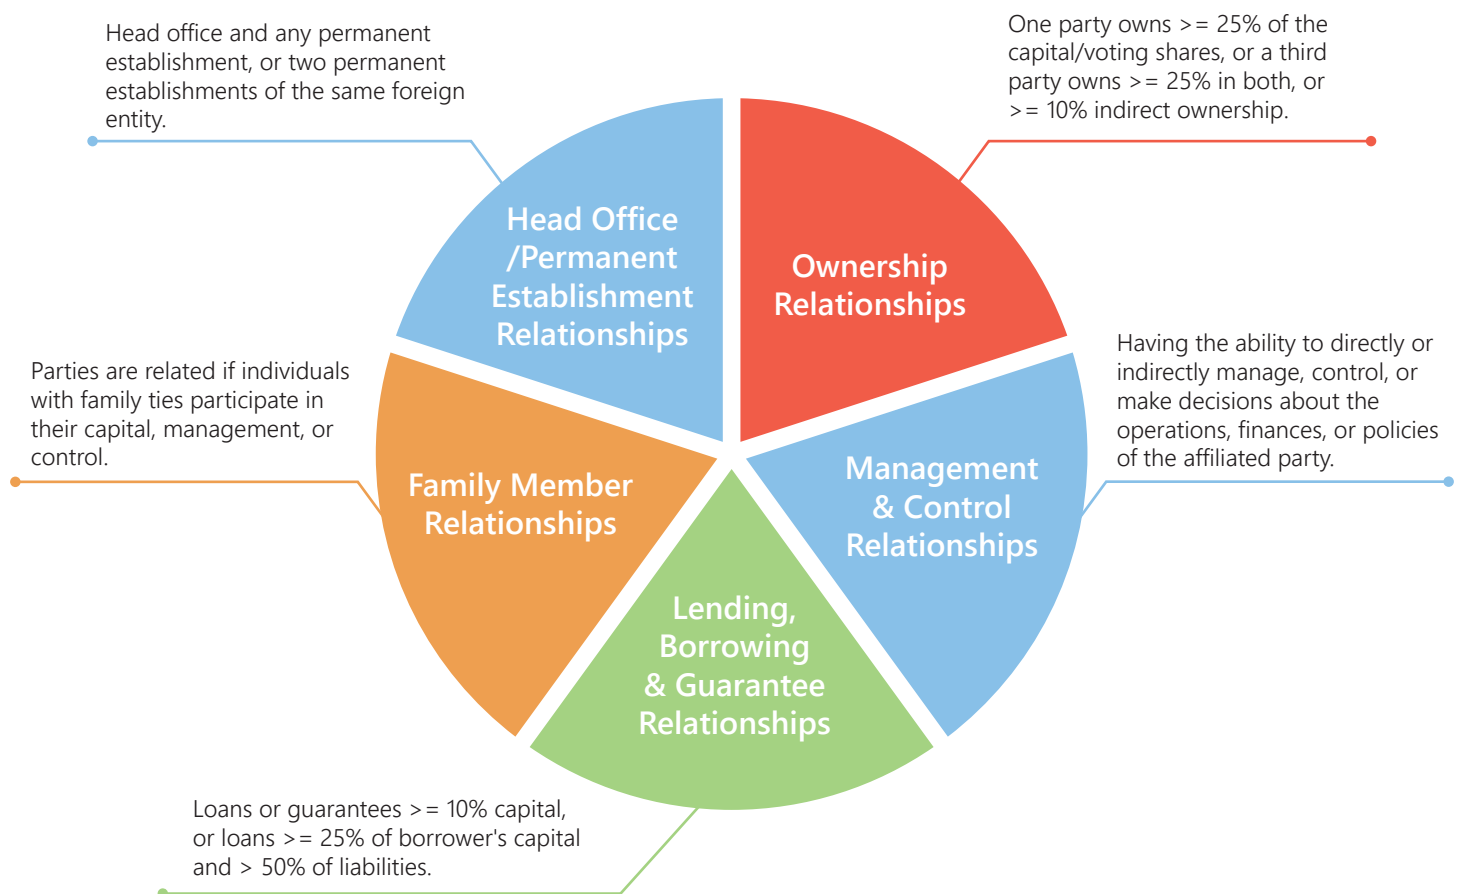 Head office and any permanent
establishment, or two permanent
establishments of the same foreign
entity.
One party owns >= 25% of the
capital/voting shares, or a third
party owns >= 25% in both, or
>= 10% indirect ownership.
Head Office
/Permanent
Establishment
Relationships
Ownership
Relationships
Parties are related if individuals
with family ties participate in
their capital, management, or
control.
Having the ability to directly or
indirectly manage, control, or
make decisions about the
operations, finances, or policies
of the affiliated party.
Family Member
Relationships
Management
& Control
Relationships
Lending,
Borrowing
& Guarantee
Relationships
Loans or guarantees >= 10% capital,
or loans >= 25% of borrower's capital
and > 50% of liabilities.